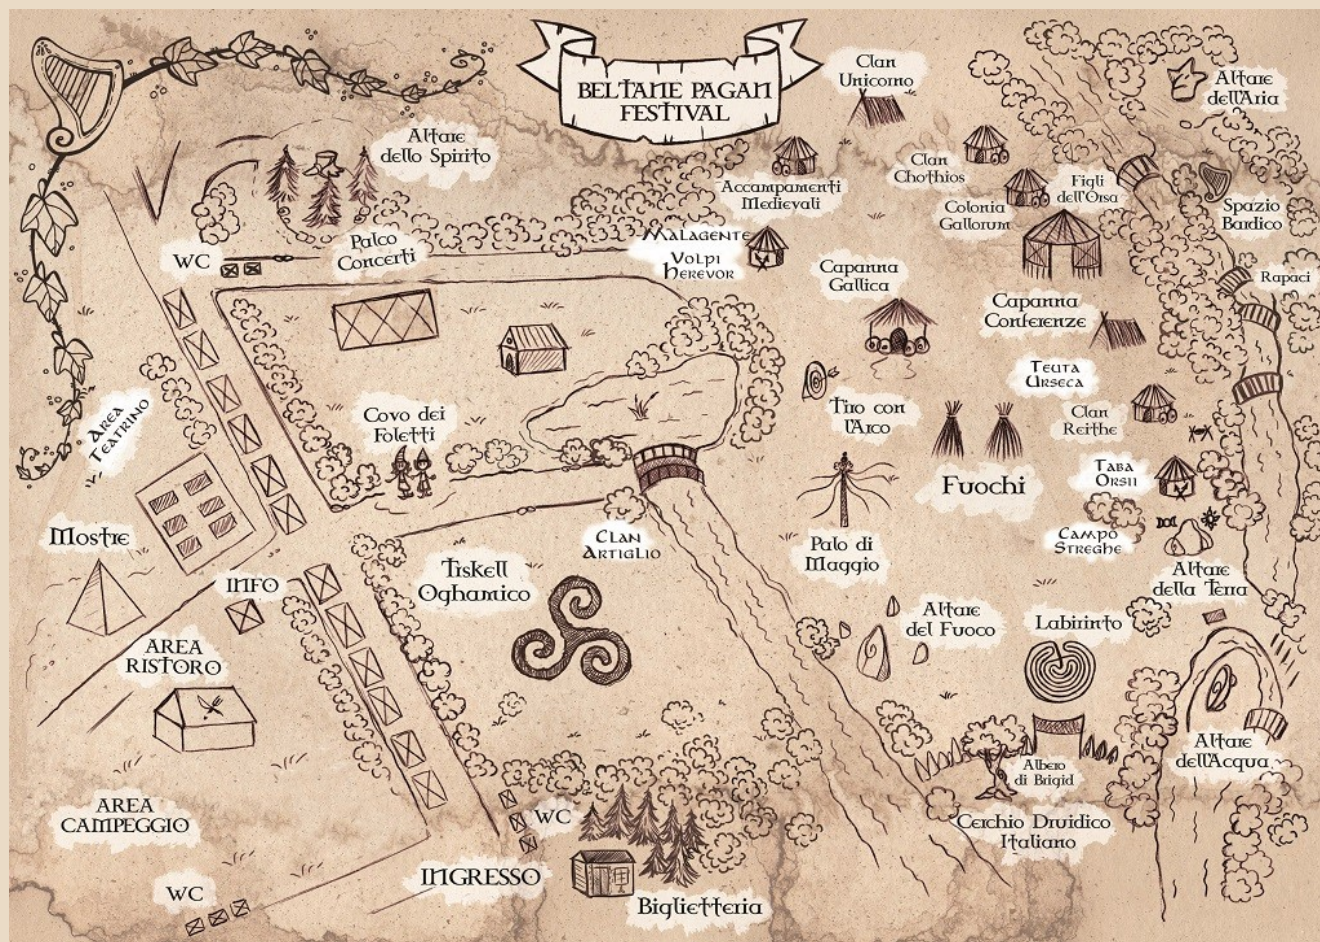 BELTANE PAGAN
FESTIVAL
Clan
Unicorno
Altare
dell'Aria
Altare
dello Spirito
Clan
Chothios
Accampamenti
Medievali
Figli
dell'Orsa
Colonia
Gallorum
Spazio
Bardico
Palco
Concerti
WC
Malagente
Volpi
Herevor
Capanna
Gallica
Rapaci
Capanna
Conferenze
Teuta
Urseca
Area
Teatrino
Covo dei
Foletti
Tiro con
l'Arco
Clan
Reithe
Fuochi
Taba
Orsii
Mostre
Clan
Artiglio
Palo di
Maggio
Campo
Streghe
INFO
Triskell
Oghamico
Altare
della Terra
Altare
del Fuoco
Labirinto
AREA
RISTORO
Altare
dell'Acqua
Albero
di Brigid
AREA
CAMPEGGIO
WC
Cerchio Druidico
Italiano
WC
INGRESSO
Biglietteria